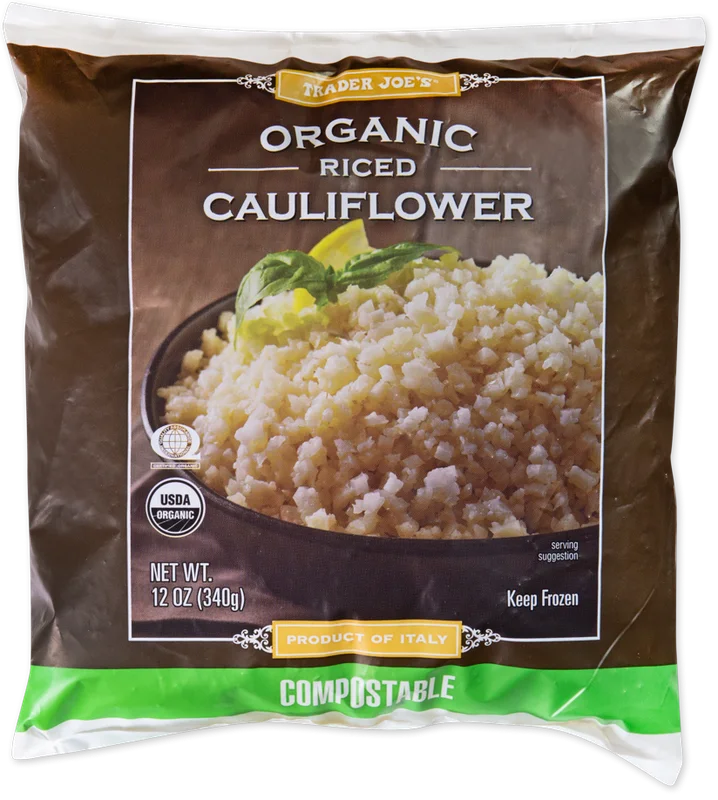 TRADER JOE'S
ORGANIC
RICED
CAULIFLOWER
USDA
ORGANIC
serving
suggestion
NET WT.
12 OZ (340g)
Keep Frozen
PRODUCT OF ITALY
COMPOSTABLE